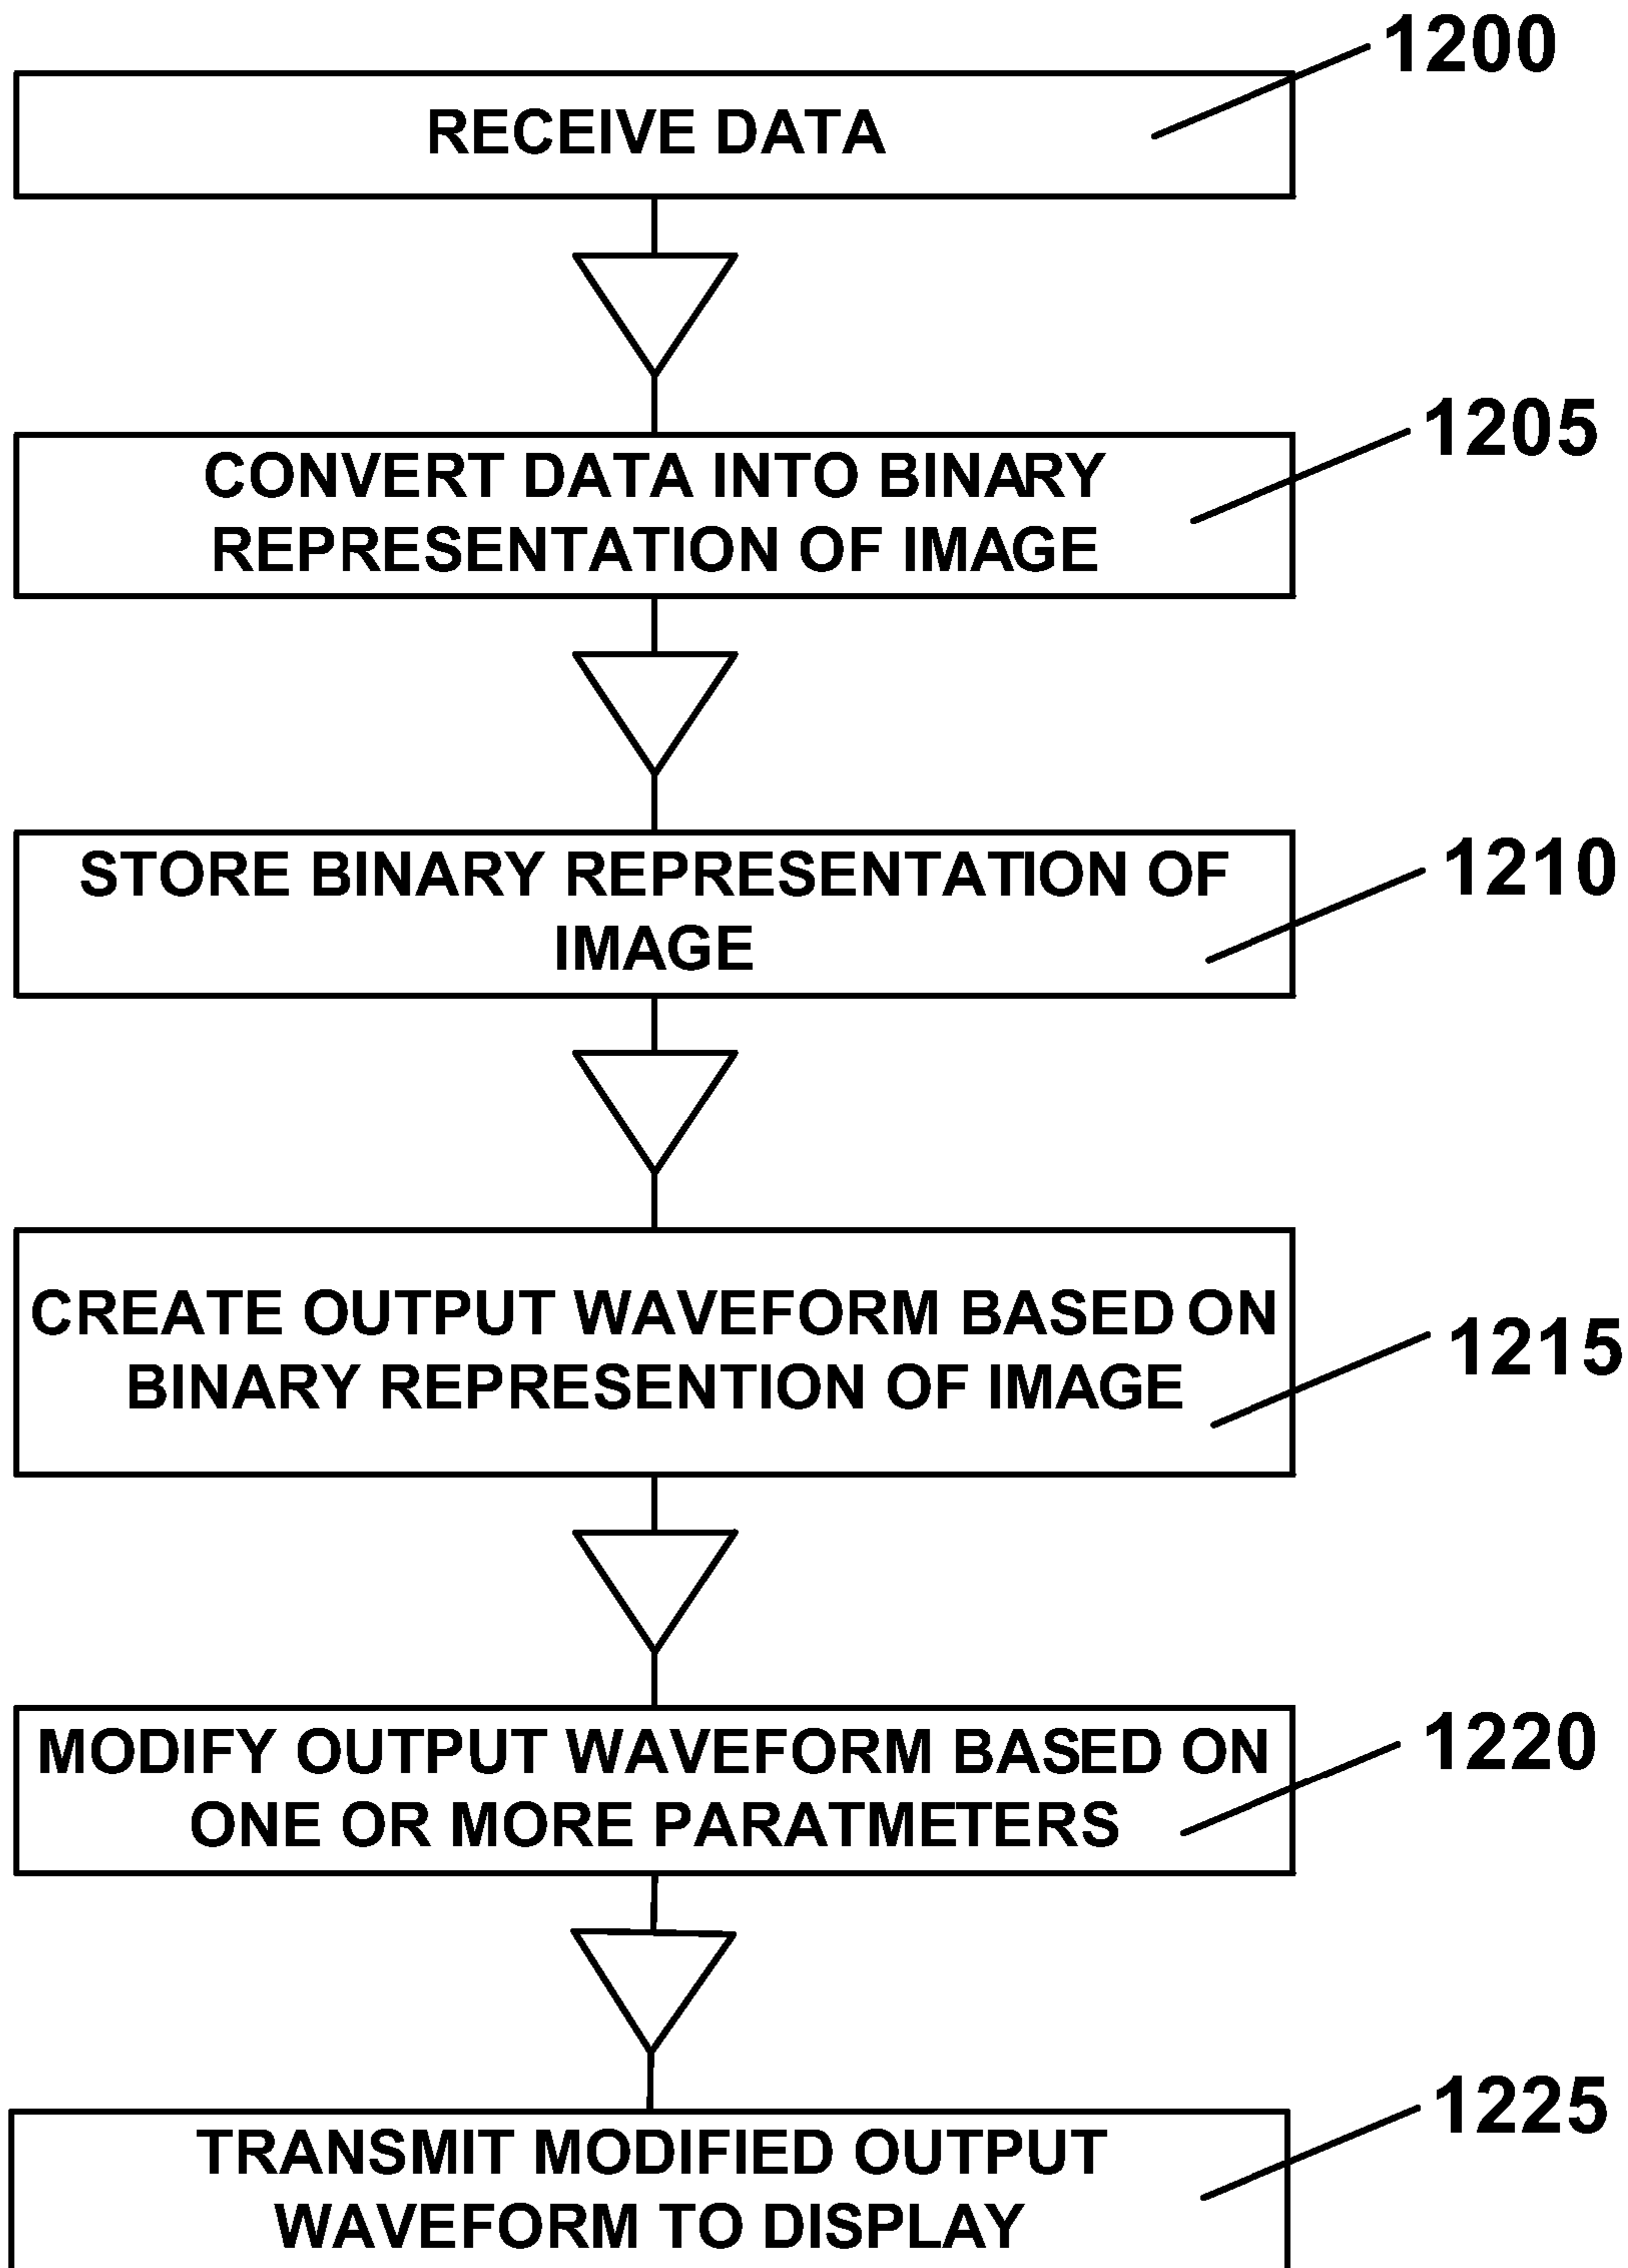 1200
RECEIVE DATA
1205
CONVERT DATA INTO BINARY
REPRESENTATION OF IMAGE
1210
STORE BINARY REPRESENTATION OF
IMAGE
1215
CREATE OUTPUT WAVEFORM BASED ON
BINARY REPRESENTION OF IMAGE
1220
MODIFY OUTPUT WAVEFORM BASED ON
ONE OR MORE PARATMETERS
1225
TRANSMIT MODIFIED OUTPUT
WAVEFORM TO DISPLAY